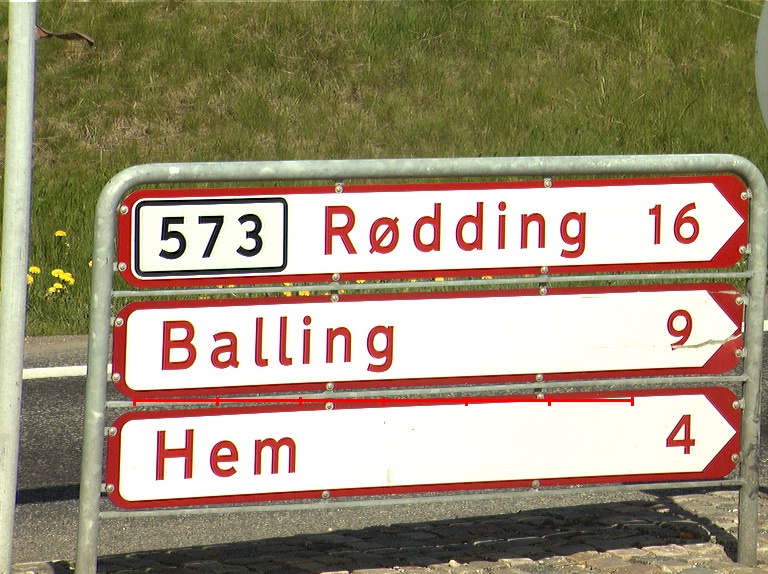 573 Rødding 16
Balling 9
Hem 4